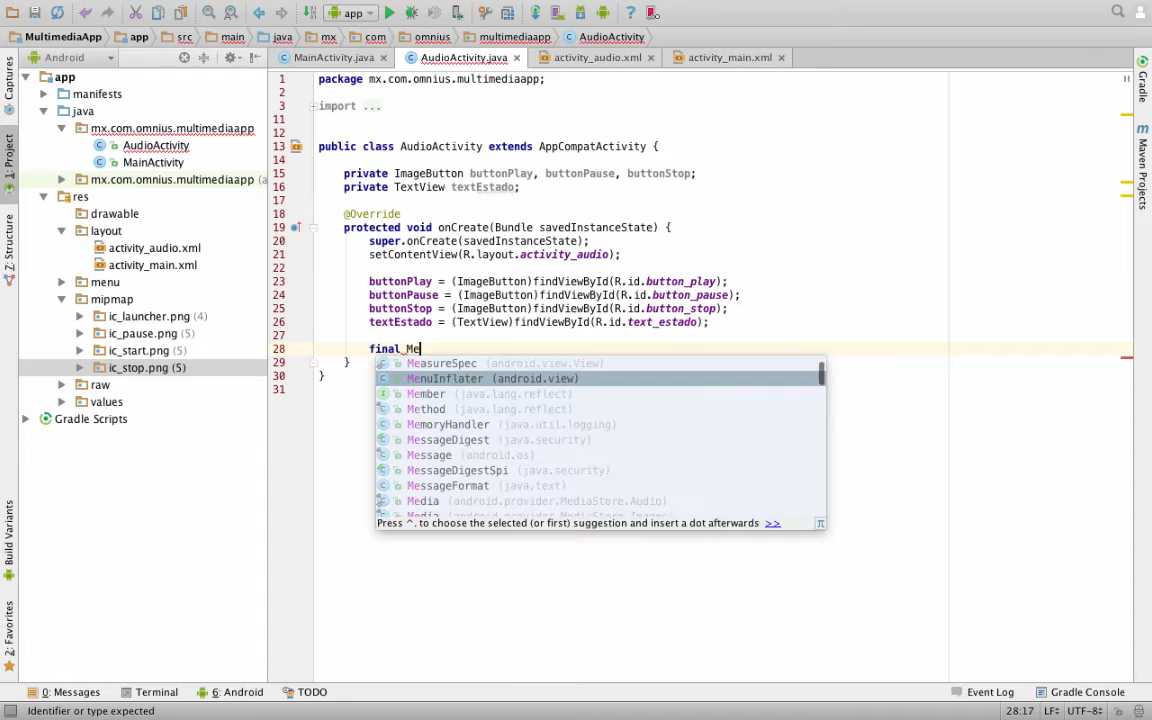 app
MultimediaApp app src main java mx com omnius multimediaapp AudioActivity
Android
MainActivity.java AudioActivity.java activity_audio.xml activity_main.xml
Captures
1: Project
Z: Structure
Build Variants
2: Favorites
Gradle
Maven Projects
app
manifests
java
mx.com.omnius.multimediaapp
AudioActivity
MainActivity
mx.com.omnius.multimediaapp (a
res
drawable
layout
activity_audio.xml
activity_main.xml
menu
mipmap
ic_launcher.png (4)
ic_pause.png (5)
ic_start.png (5)
ic_stop.png (5)
raw
values
Gradle Scripts
1 package mx.com.omnius.multimediaapp;
2
3 import ...
11
12
13 public class AudioActivity extends AppCompatActivity {
14
15 private ImageButton buttonPlay, buttonPause, buttonStop;
16 private TextView textEstado;
17
18 @Override
19 protected void onCreate(Bundle savedInstanceState) {
20 super.onCreate(savedInstanceState);
21 setContentView(R.layout.activity_audio);
22
23 buttonPlay = (ImageButton)findViewById(R.id.button_play);
24 buttonPause = (ImageButton)findViewById(R.id.button_pause);
25 buttonStop = (ImageButton)findViewById(R.id.button_stop);
26 textEstado = (TextView)findViewById(R.id.text_estado);
27
28 final Me
29 }
30 }
31
MeasureSpec (android.view.View)
MenuInflater (android.view)
Member (java.lang.reflect)
Method (java.lang.reflect)
MemoryHandler (java.util.logging)
MessageDigest (java.security)
Message (android.os)
MessageDigestSpi (java.security)
MessageFormat (java.text)
Media (android.provider.MediaStore.Audio)
Media (android.provider.MediaStore.Images)
Press ^. to choose the selected (or first) suggestion and insert a dot afterwards >> π
0: Messages Terminal 6: Android TODO Event Log Gradle Console
Identifier or type expected 28:17 LF÷ UTF-8÷